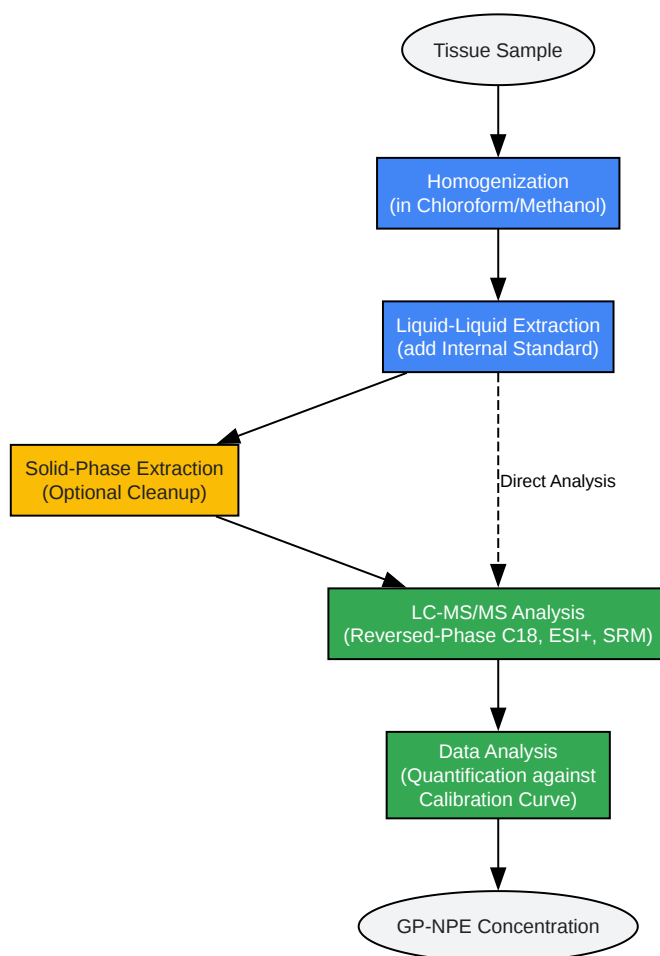 Tissue Sample
Homogenization
(in Chloroform/Methanol)
Liquid-Liquid Extraction
(add Internal Standard)
Solid-Phase Extraction
(Optional Cleanup)
Direct Analysis
LC-MS/MS Analysis
(Reversed-Phase C18, ESI+, SRM)
Data Analysis
(Quantification against
Calibration Curve)
GP-NPE Concentration